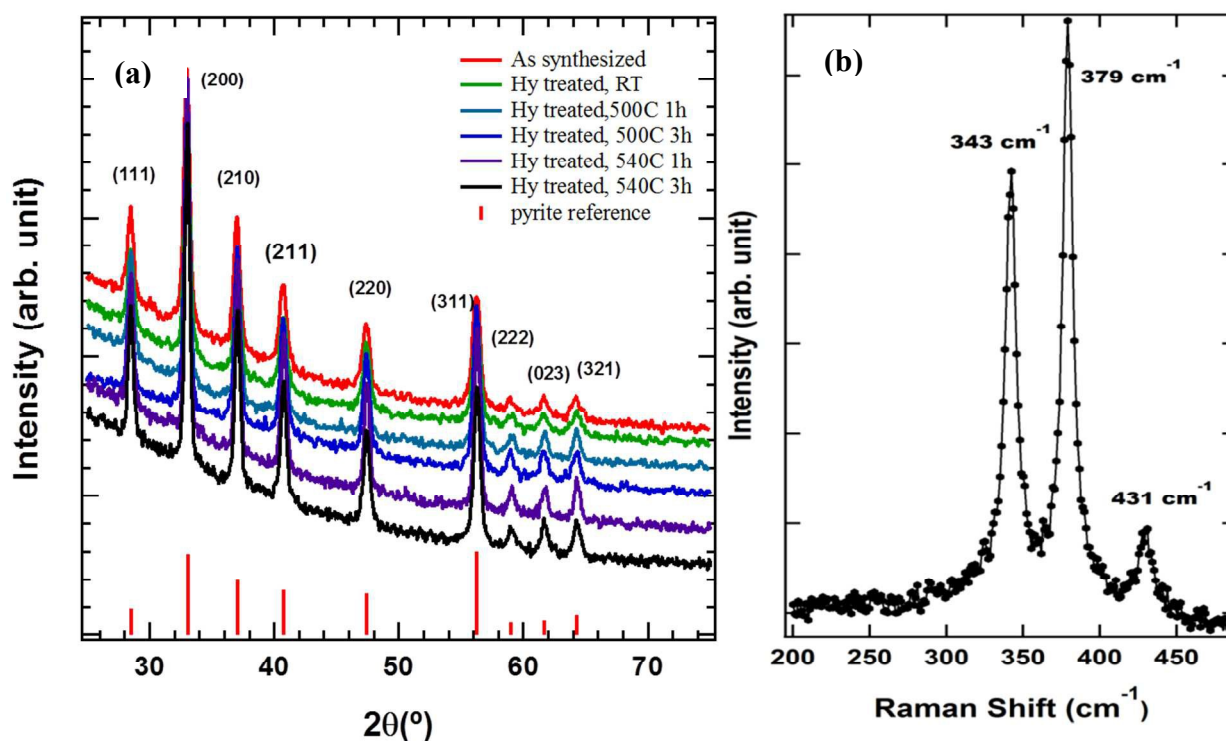 (a)
As synthesized
Hy treated, RT
Hy treated,500C 1h
Hy treated, 500C 3h
Hy treated, 540C 1h
Hy treated, 540C 3h
pyrite reference
(200)
(111)
(210)
(211)
(220)
(311)
(222)
(023)
(321)
Intensity (arb. unit)
30
40
50
60
70
2θ(º)
(b)
379 cm⁻¹
343 cm⁻¹
431 cm⁻¹
Intensity (arb. unit)
200
250
300
350
400
450
Raman Shift (cm⁻¹)